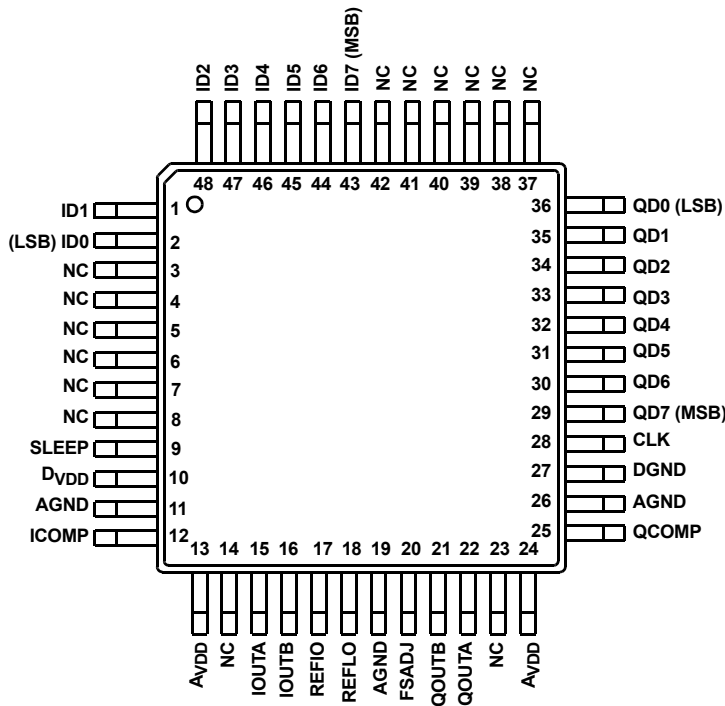 ID2 ID3 ID4 ID5 ID6 ID7 (MSB) NC NC NC NC NC NC
48 47 46 45 44 43 42 41 40 39 38 37
ID1 1 36 QD0 (LSB)
(LSB) ID0 2 35 QD1
NC 3 34 QD2
NC 4 33 QD3
NC 5 32 QD4
NC 6 31 QD5
NC 7 30 QD6
NC 8 29 QD7 (MSB)
SLEEP 9 28 CLK
DVDD 10 27 DGND
AGND 11 26 AGND
ICOMP 12 25 QCOMP
13 14 15 16 17 18 19 20 21 22 23 24
AVDD NC IOUTA IOUTB REFIO REFLO AGND FSADJ QOUTB QOUTA NC AVDD